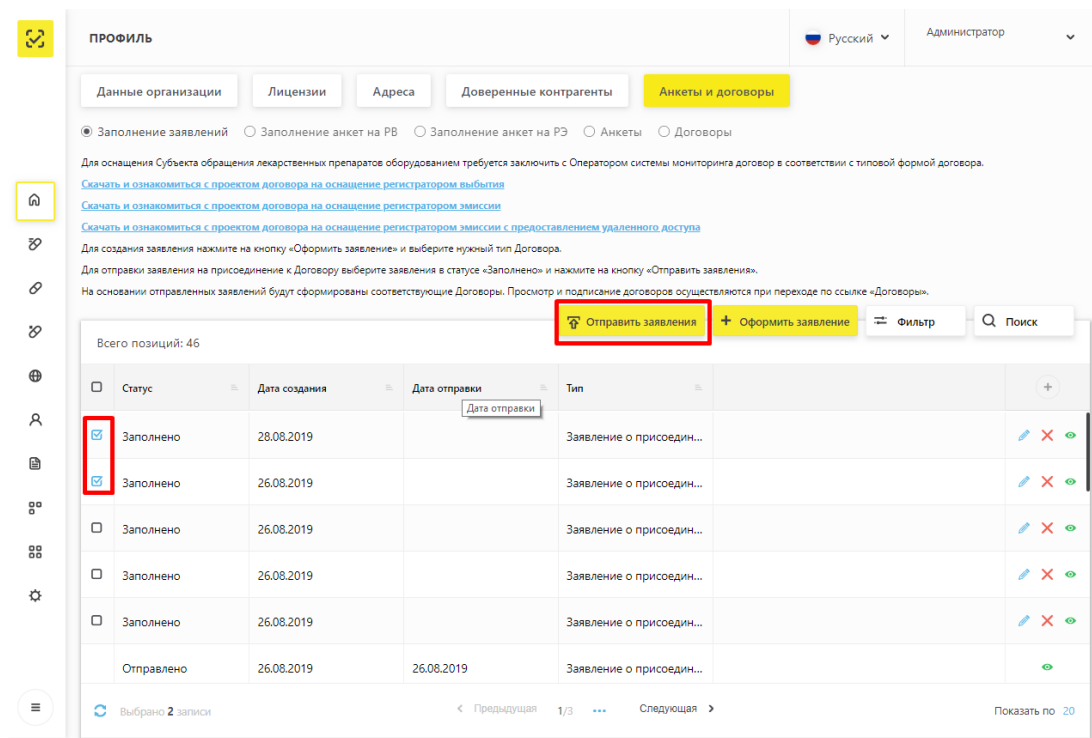 ПРОФИЛЬ
Русский
Администратор
Данные организации
Лицензии
Адреса
Доверенные контрагенты
Анкеты и договоры
Заполнение заявлений
Заполнение анкет на РВ
Заполнение анкет на РЭ
Анкеты
Договоры
Для оснащения Субъекта обращения лекарственных препаратов оборудованием требуется заключить с Оператором системы мониторинга договор в соответствии с типовой формой договора.
Скачать и ознакомиться с проектом договора на оснащение регистратором выбытия
Скачать и ознакомиться с проектом договора на оснащение регистратором эмиссии
Скачать и ознакомиться с проектом договора на оснащение регистратором эмиссии с предоставлением удаленного доступа
Для создания заявления нажмите на кнопку «Оформить заявление» и выберите нужный тип Договора.
Для отправки заявления на присоединение к Договору выберите заявления в статусе «Заполнено» и нажмите на кнопку «Отправить заявления».
На основании отправленных заявлений будут сформированы соответствующие Договоры. Просмотр и подписание договоров осуществляются при переходе по ссылке «Договоры».
Отправить заявления
+ Оформить заявление
Фильтр
Поиск
Всего позиций: 46
Статус
Дата создания
Дата отправки
Тип
Дата отправки
Заполнено 28.08.2019 Заявление о присоедин...
Заполнено 26.08.2019 Заявление о присоедин...
Заполнено 26.08.2019 Заявление о присоедин...
Заполнено 26.08.2019 Заявление о присоедин...
Заполнено 26.08.2019 Заявление о присоедин...
Отправлено 26.08.2019 26.08.2019 Заявление о присоедин...
Выбрано 2 записи
Предыдущая 1/3 ... Следующая
Показать по 20